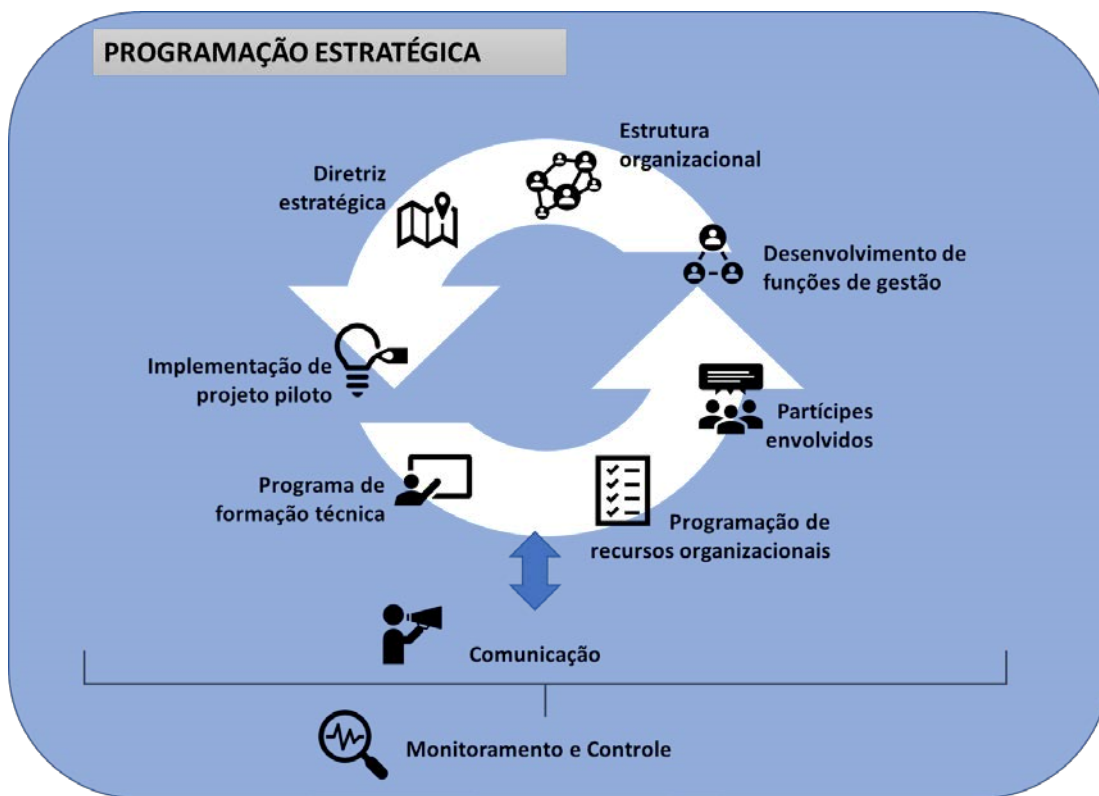 PROGRAMAÇÃO ESTRATÉGICA
Estrutura
organizacional
Diretriz
estratégica
Desenvolvimento de
funções de gestão
Implementação de
projeto piloto
Partícipes
envolvidos
Programa de
formação técnica
Programação de
recursos organizacionais
Comunicação
Monitoramento e Controle